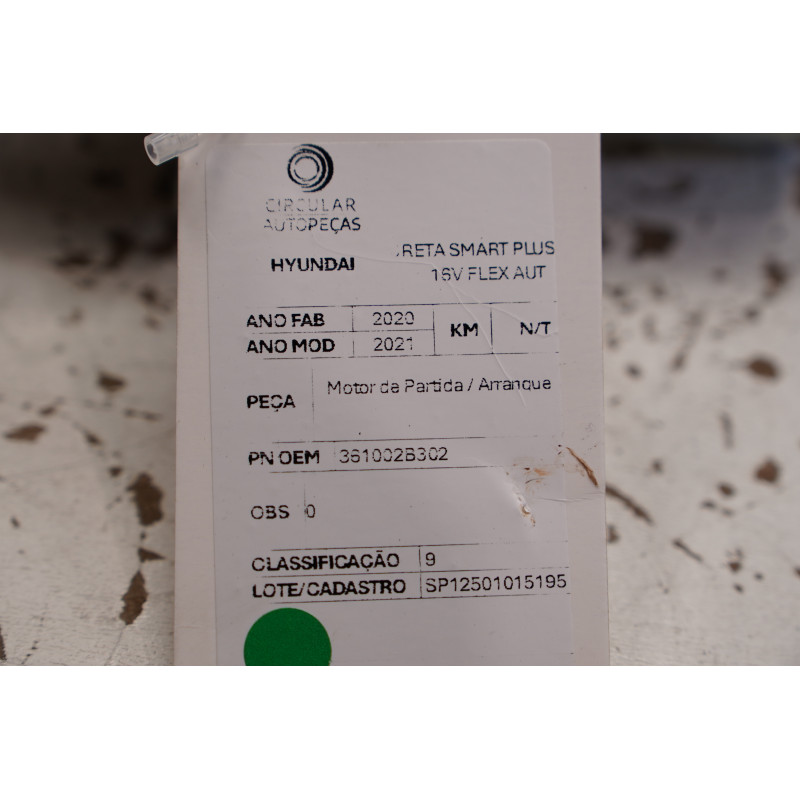 CIRCULAR
AUTOPEÇAS
HYUNDAI
RETA SMART PLUS
16V FLEX AUT
ANO FAB 2020
ANO MOD 2021
KM N/T
PEÇA Motor de Partida / Arranque
PN OEM 361002B302
OBS 0
CLASSIFICAÇÃO 9
LOTE/CADASTRO SP12501015195